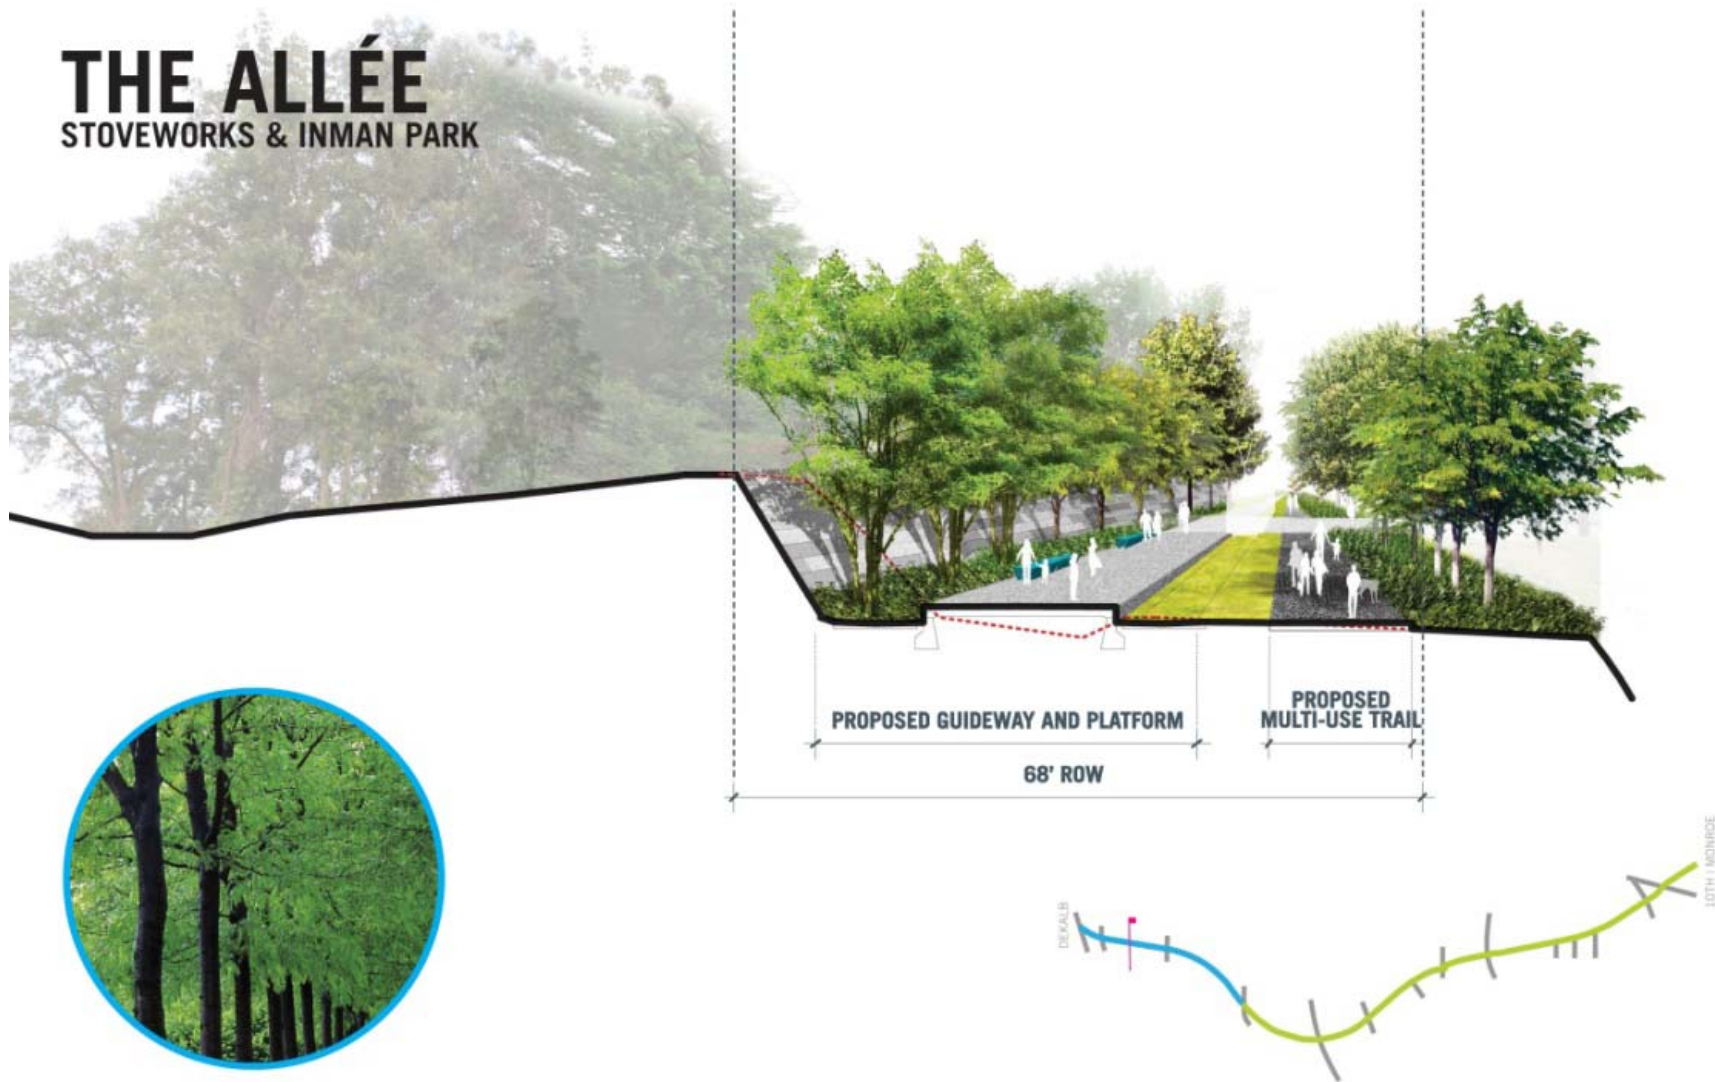 THE ALLÉE
STOVEWORKS & INMAN PARK
PROPOSED GUIDEWAY AND PLATFORM
PROPOSED
MULTI-USE TRAIL
68' ROW
DEKALB
10TH | MONROE